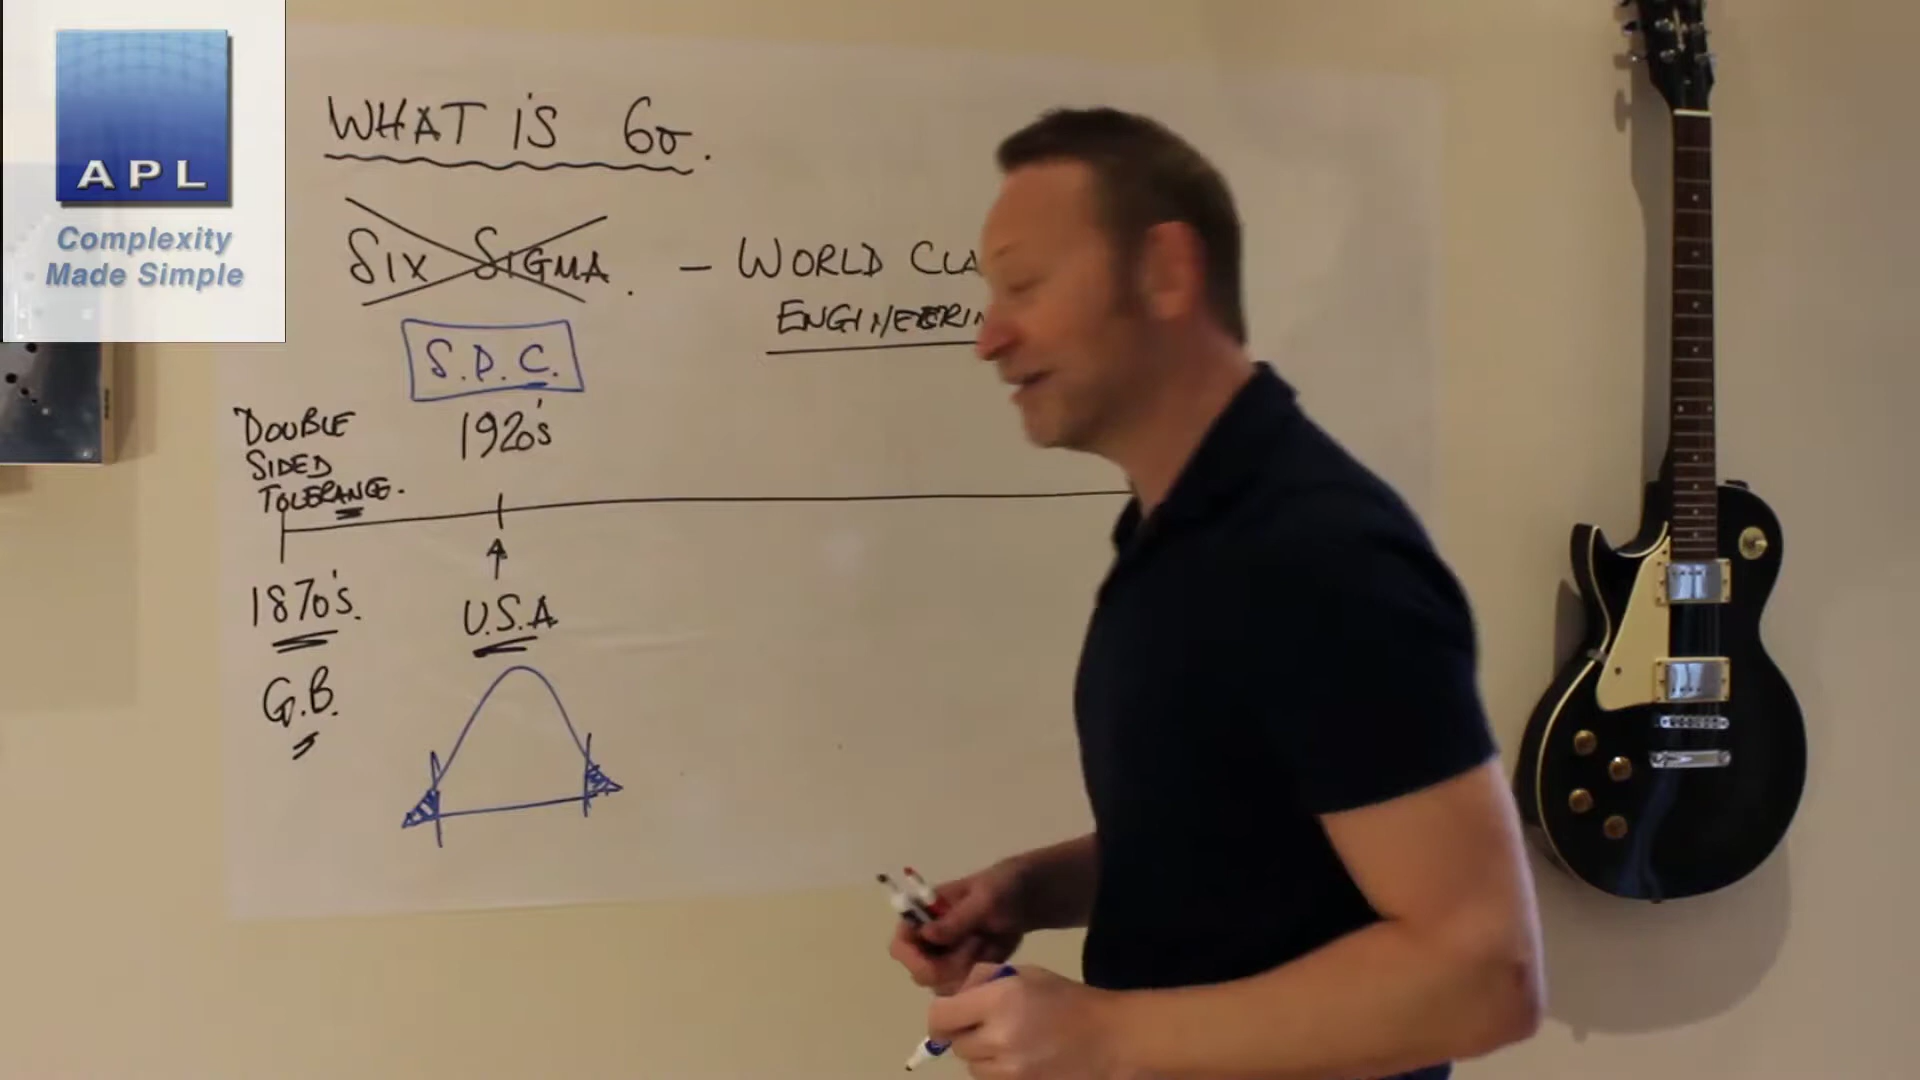 APL
Complexity
Made Simple
WHAT IS 6σ.
SIX SIGMA. — WORLD CLA
ENGINEERIN
S.P.C.
1920's
DOUBLE
SIDED
TOLERANCE.
1870's.
G.B.
U.S.A